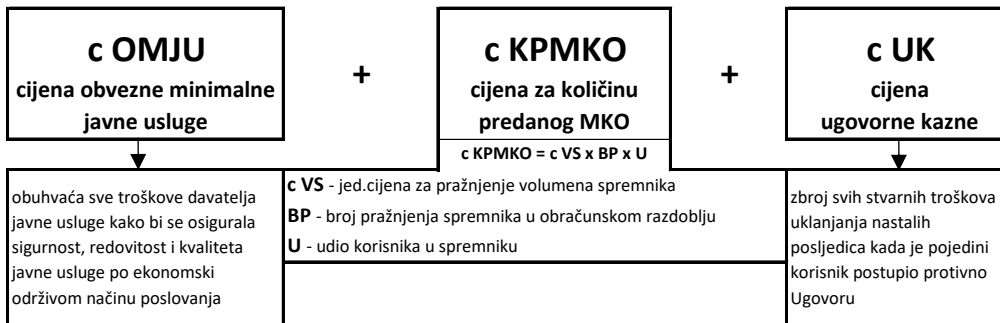 c OMJU
cijena obvezne minimalne
javne usluge
+
c KPMKO
cijena za količinu
predanog MKO
c KPMKO = c VS x BP x U
+
c UK
cijena
ugovorne kazne
obuhvaća sve troškove davatelja
javne usluge kako bi se osigurala
sigurnost, redovitost i kvaliteta
javne usluge po ekonomski
održivom načinu poslovanja
c VS - jed.cijena za pražnjenje volumena spremnika
BP - broj pražnjenja spremnika u obračunskom razdoblju
U - udio korisnika u spremniku
zbroj svih stvarnih troškova
uklanjanja nastalih
posljedica kada je pojedini
korisnik postupio protivno
Ugovoru